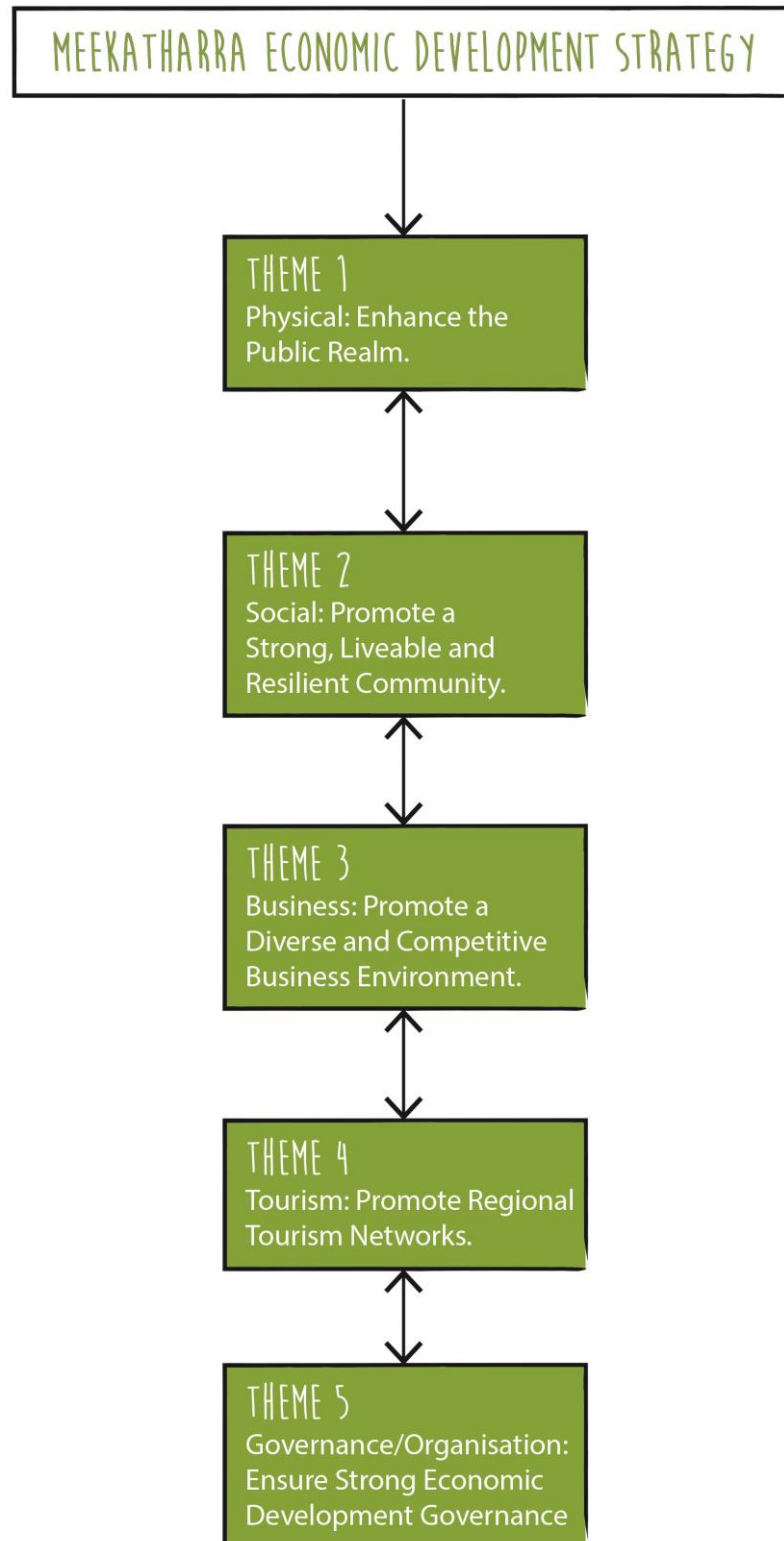 MEEKATHARRA ECONOMIC DEVELOPMENT STRATEGY
THEME 1
Physical: Enhance the
Public Realm.
THEME 2
Social: Promote a
Strong, Liveable and
Resilient Community.
THEME 3
Business: Promote a
Diverse and Competitive
Business Environment.
THEME 4
Tourism: Promote Regional
Tourism Networks.
THEME 5
Governance/Organisation:
Ensure Strong Economic
Development Governance